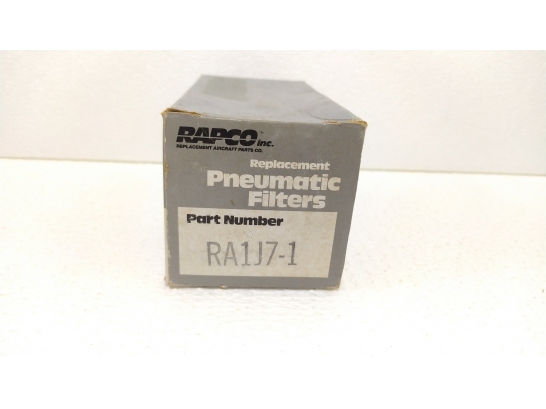 RAPCO inc.
REPLACEMENT AIRCRAFT PARTS CO.
Replacement
Pneumatic
Filters
Part Number
RA1J7-1